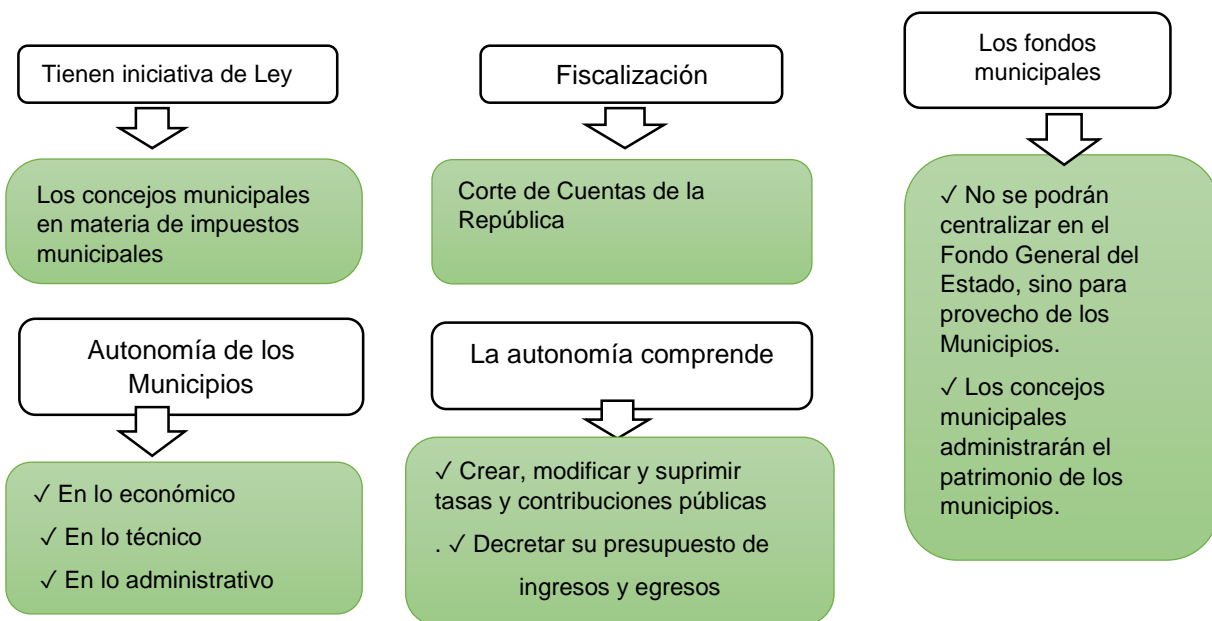 Tienen iniciativa de Ley
Los concejos municipales
en materia de impuestos
municipales
Fiscalización
Corte de Cuentas de la
República
Los fondos
municipales
✓ No se podrán
centralizar en el
Fondo General del
Estado, sino para
provecho de los
Municipios.
✓ Los concejos
municipales
administrarán el
patrimonio de los
municipios.
Autonomía de los
Municipios
✓ En lo económico
✓ En lo técnico
✓ En lo administrativo
La autonomía comprende
✓ Crear, modificar y suprimir
tasas y contribuciones públicas
. ✓ Decretar su presupuesto de
ingresos y egresos